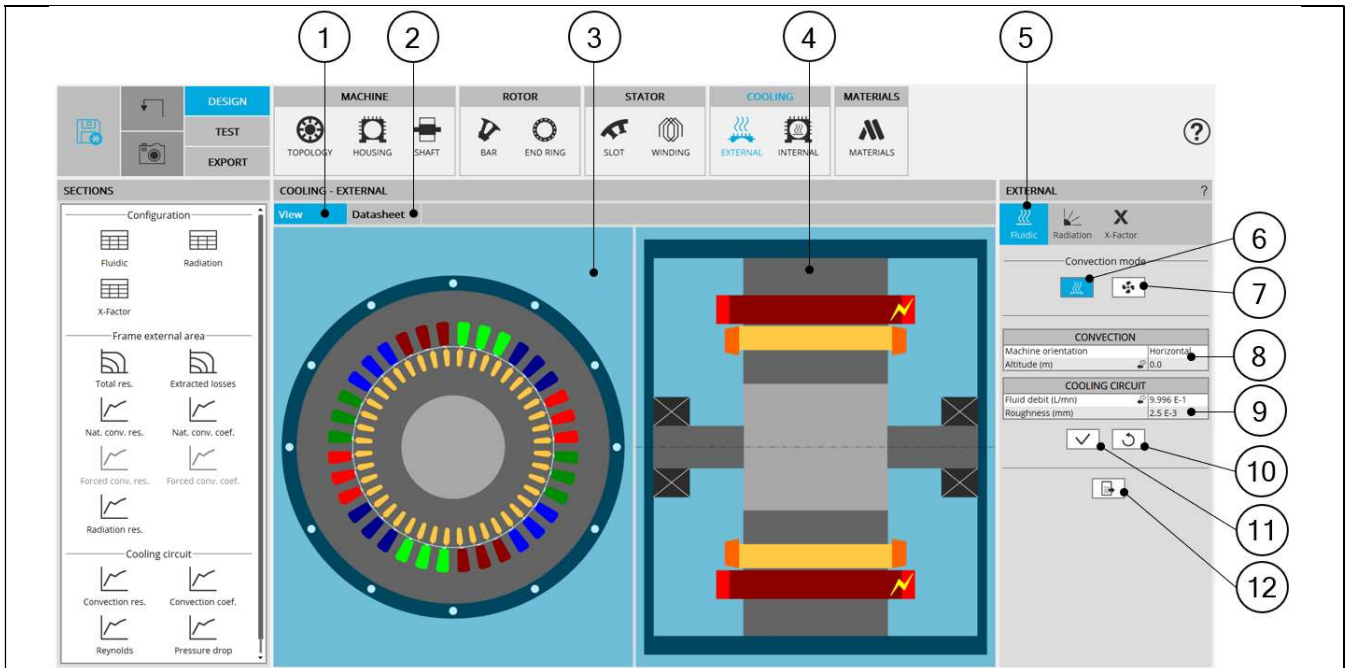 1 2 3 4 5
DESIGN
TEST
EXPORT
MACHINE ROTOR STATOR COOLING MATERIALS
TOPOLOGY HOUSING SHAFT BAR END RING SLOT WINDING EXTERNAL INTERNAL MATERIALS
?
SECTIONS
Configuration
Fluidic Radiation
X-Factor
Frame external area
Total res. Extracted losses
Nat. conv. res. Nat. conv. coef.
Forced conv. res. Forced conv. coef.
Radiation res.
Cooling circuit
Convection res. Convection coef.
Reynolds Pressure drop
COOLING - EXTERNAL
View Datasheet
EXTERNAL ?
X
Fluidic Radiation X-Factor
Convection mode
CONVECTION
Machine orientation Horizontal
Altitude (m) 0.0
COOLING CIRCUIT
Fluid debit (L/mn) 9.996 E-1
Roughness (mm) 2.5 E-3
6
7
8
9
10
11
12